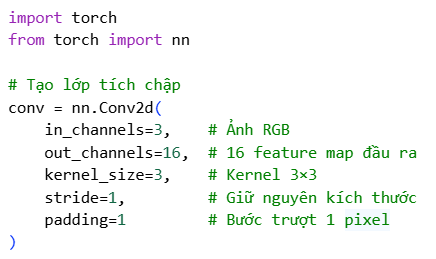 import torch
from torch import nn

# Tạo lớp tích chập
conv = nn.Conv2d(
    in_channels=3,    # Ảnh RGB
    out_channels=16,  # 16 feature map đầu ra
    kernel_size=3,    # Kernel 3×3
    stride=1,         # Giữ nguyên kích thước
    padding=1         # Bước trượt 1 pixel
)